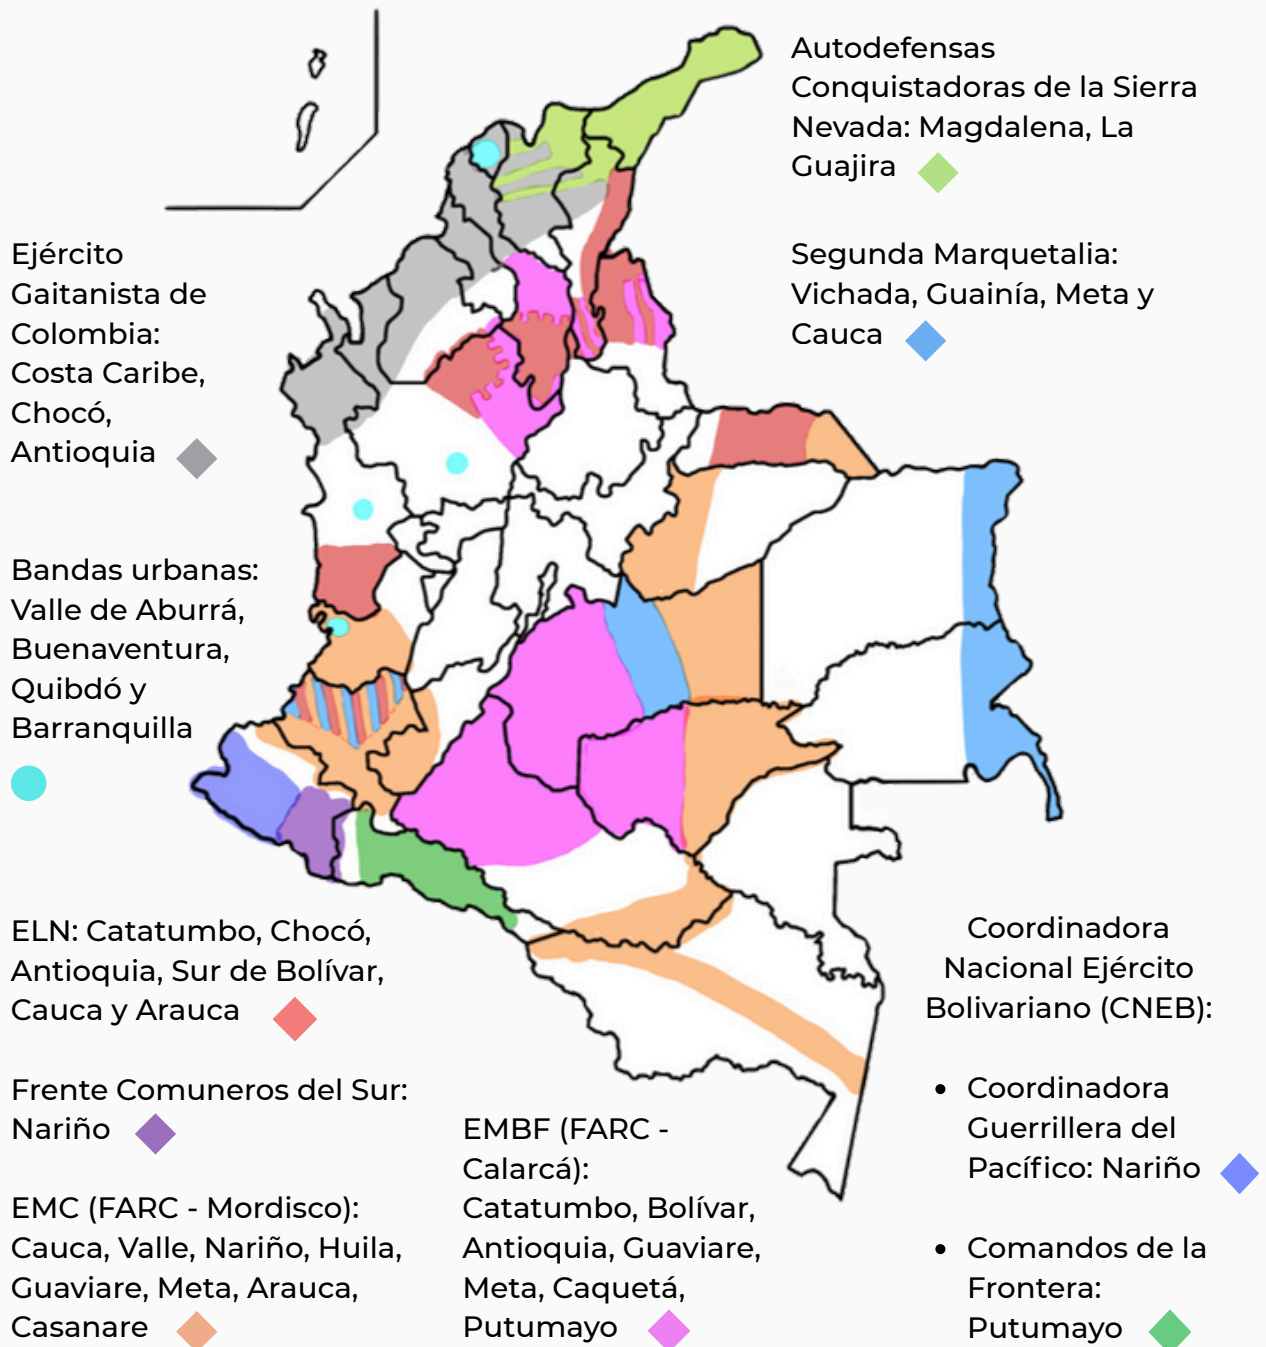 Autodefensas
Conquistadoras de la Sierra
Nevada: Magdalena, La
Guajira
Ejército
Gaitanista de
Colombia:
Costa Caribe,
Chocó,
Antioquia
Segunda Marquetalia:
Vichada, Guainía, Meta y
Cauca
Bandas urbanas:
Valle de Aburrá,
Buenaventura,
Quibdó y
Barranquilla
ELN: Catatumbo, Chocó,
Antioquia, Sur de Bolívar,
Cauca y Arauca
Frente Comuneros del Sur:
Nariño
EMC (FARC - Mordisco):
Cauca, Valle, Nariño, Huila,
Guaviare, Meta, Arauca,
Casanare
EMBF (FARC -
Calarcá):
Catatumbo, Bolívar,
Antioquia, Guaviare,
Meta, Caquetá,
Putumayo
Coordinadora
Nacional Ejército
Bolivariano (CNEB):
• Coordinadora
Guerrillera del
Pacífico: Nariño
• Comandos de la
Frontera:
Putumayo